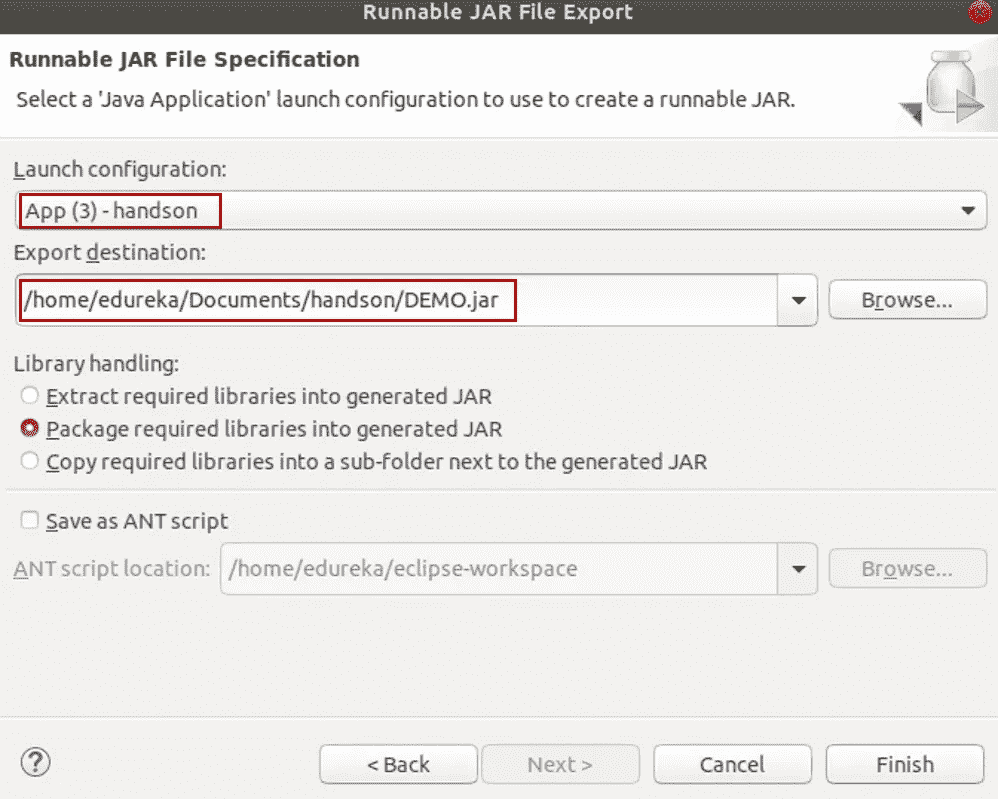 Runnable JAR File Export
Runnable JAR File Specification
Select a 'Java Application' launch configuration to use to create a runnable JAR.
Launch configuration:
App (3) - handson
Export destination:
/home/edureka/Documents/handson/DEMO.jar
Browse...
Library handling:
Extract required libraries into generated JAR
Package required libraries into generated JAR
Copy required libraries into a sub-folder next to the generated JAR
Save as ANT script
ANT script location: /home/edureka/eclipse-workspace Browse...
? < Back Next > Cancel Finish